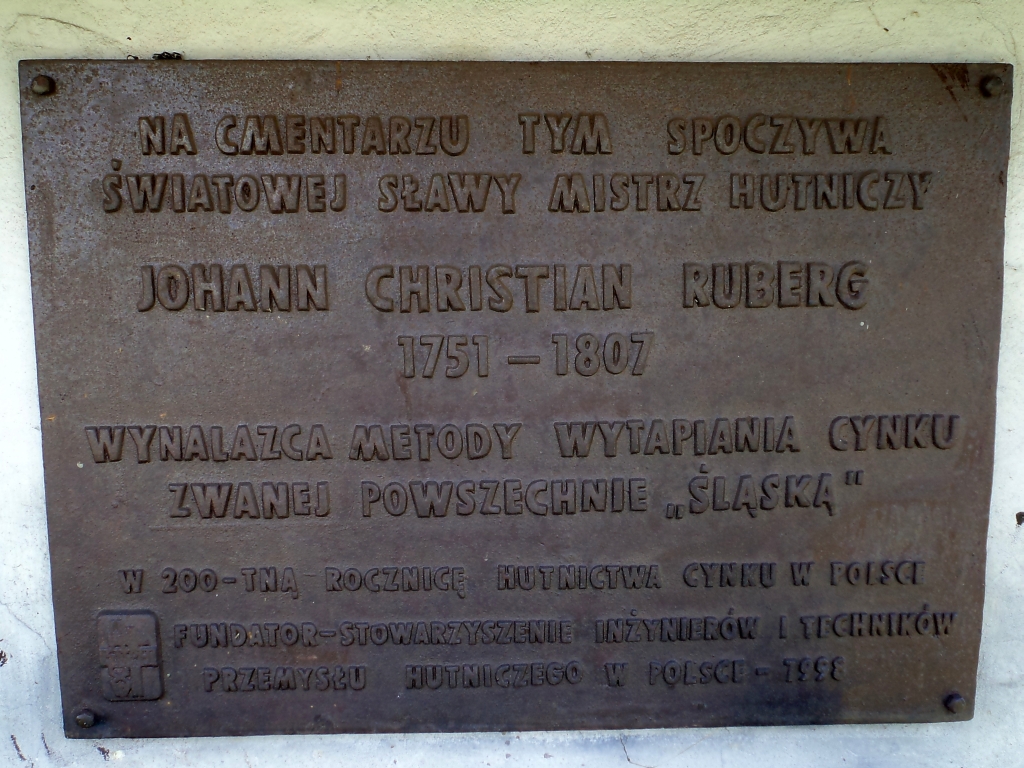 NA CMENTARZU TYM SPOCZYWA
ŚWIATOWEJ SŁAWY MISTRZ HUTNICZY
JOHANN CHRISTIAN RUBERG
1751 – 1807
WYNALAZCA METODY WYTAPIANIA CYNKU
ZWANEJ POWSZECHNIE „ŚLĄSKĄ"
W 200-TNĄ ROCZNICĘ HUTNICTWA CYNKU W POLSCE
FUNDATOR-STOWARZYSZENIE INŻYNIERÓW I TECHNIKÓW
PRZEMYSŁU HUTNICZEGO W POLSCE - 1998